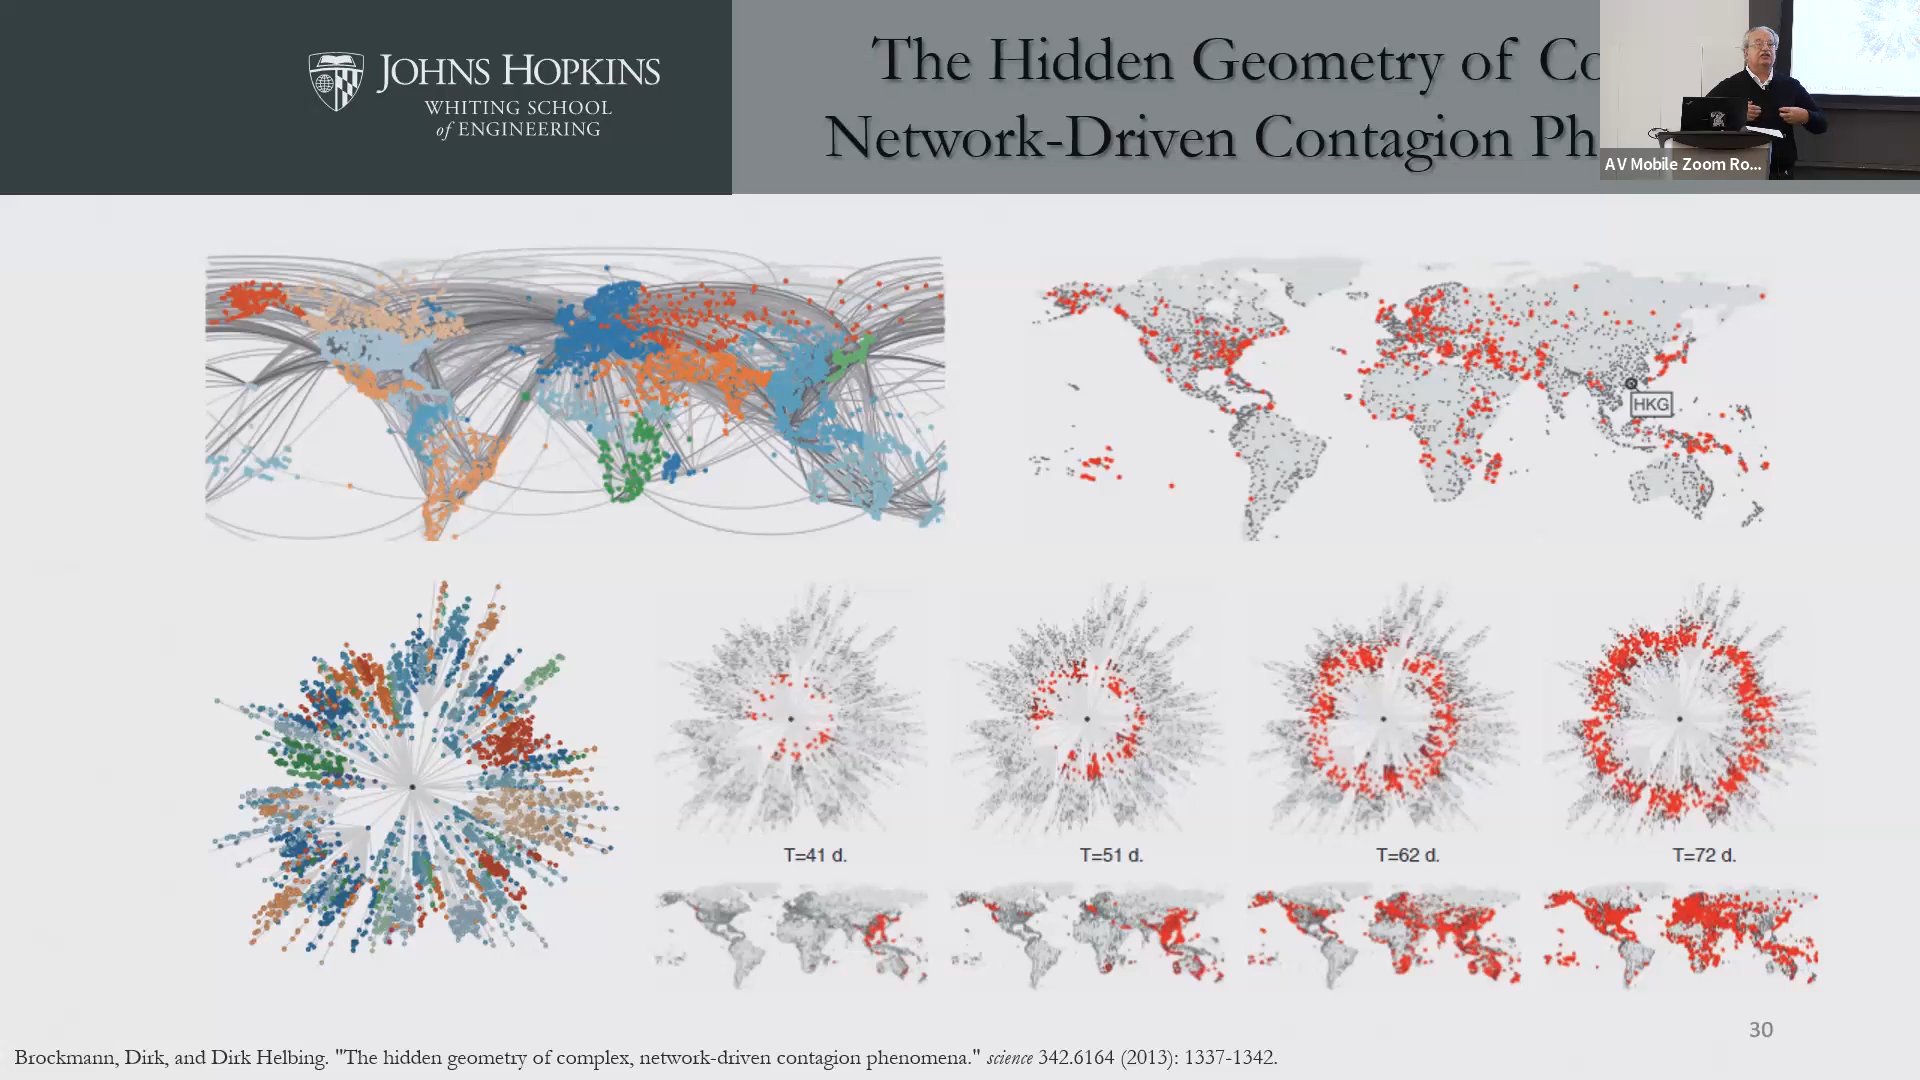 JOHNS HOPKINS
WHITING SCHOOL
of ENGINEERING
The Hidden Geometry of Co
Network-Driven Contagion Ph
AV Mobile Zoom Ro...
HKG
T=41 d.
T=51 d.
T=62 d.
T=72 d.
30
Brockmann, Dirk, and Dirk Helbing. "The hidden geometry of complex, network-driven contagion phenomena." science 342.6164 (2013): 1337-1342.